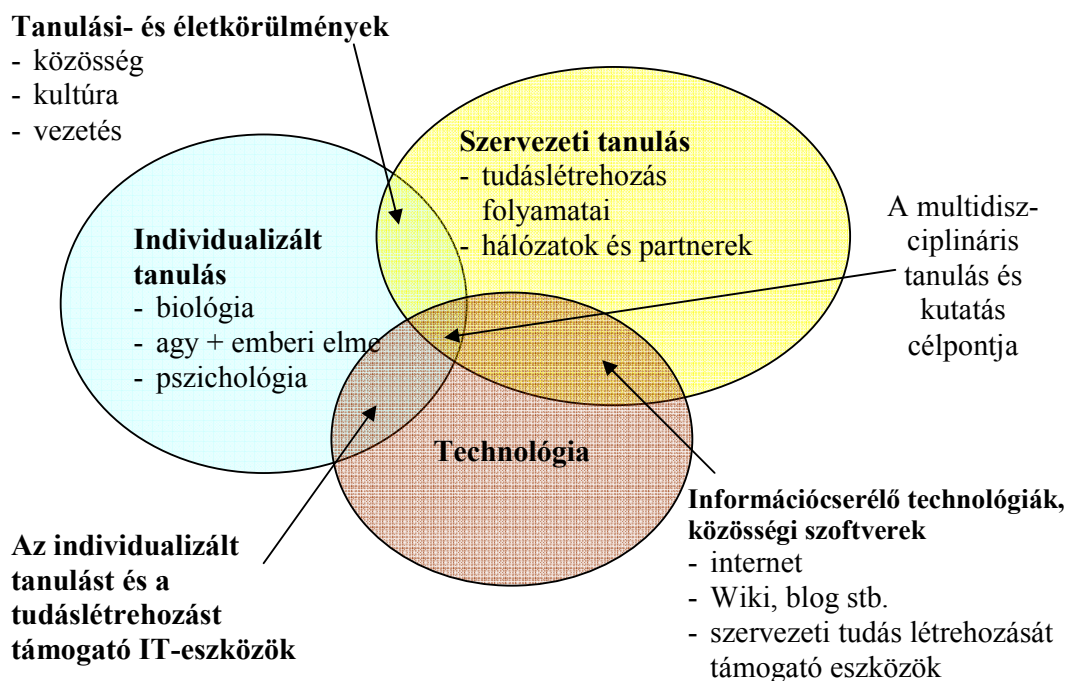 Tanulási- és életkörülmények
- közösség
- kultúra
- vezetés
Szervezeti tanulás
- tudáslétrehozás
folyamatai
- hálózatok és partnerek
A multidisz-
ciplináris
tanulás és
kutatás
célpontja
Individualizált
tanulás
- biológia
- agy + emberi elme
- pszichológia
Technológia
Információcserélő technológiák,
közösségi szoftverek
- internet
- Wiki, blog stb.
- szervezeti tudás létrehozását
támogató eszközök
Az individualizált
tanulást és a
tudáslétrehozást
támogató IT-eszközök